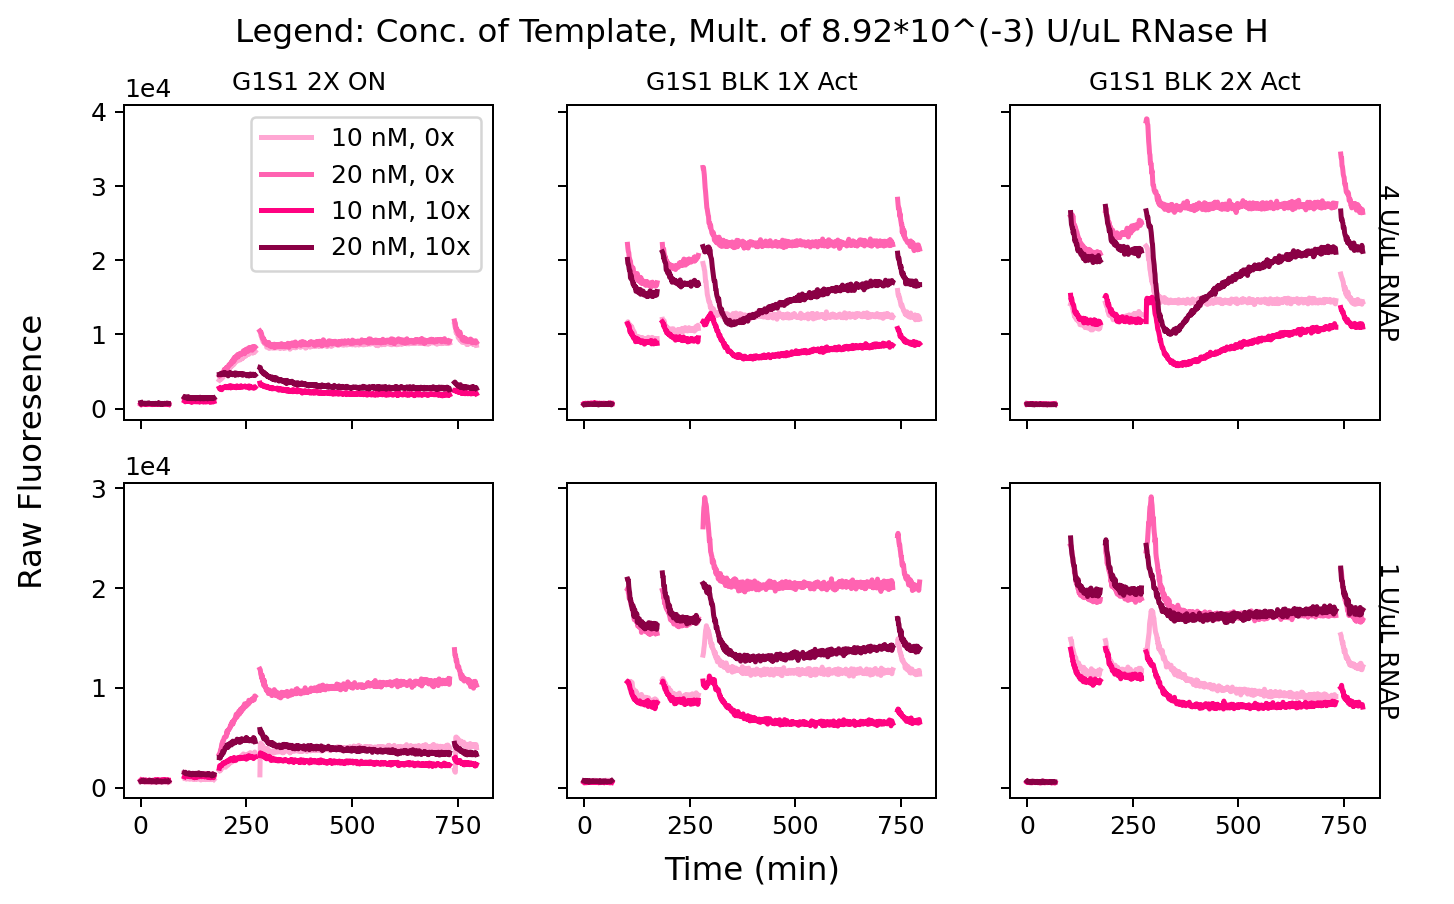 Legend: Conc. of Template, Mult. of 8.92*10^(-3) U/uL RNase H
G1S1 2X ON
G1S1 BLK 1X Act
G1S1 BLK 2X Act
1e4
4
3
2
1
0
10 nM, 0x
20 nM, 0x
10 nM, 10x
20 nM, 10x
4 U/uL RNAP
Raw Fluoresence
1e4
3
2
1
0
1 U/uL RNAP
0 250 500 750
0 250 500 750
0 250 500 750
Time (min)